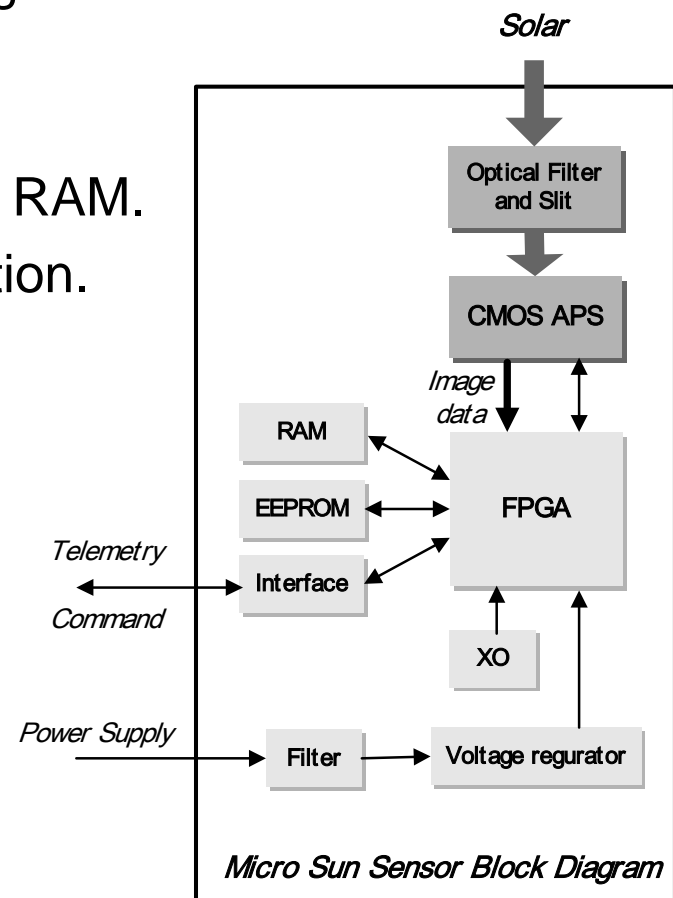 Solar
RAM.
tion.
Optical Filter
and Slit
CMOS APS
Image
data
RAM
EEPROM
FPGA
Telemetry
Interface
Command
XO
Power Supply
Filter
Voltage regurator
Micro Sun Sensor Block Diagram